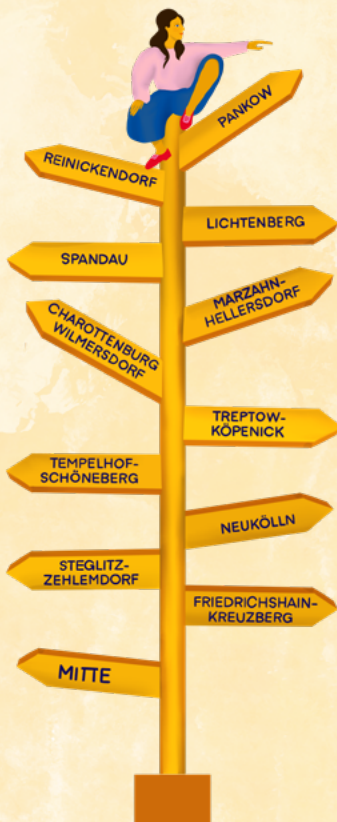 PANKOW
REINICKENDORF
LICHTENBERG
SPANDAU
MARZAHN-
HELLERSDORF
CHAROTTENBURG
WILMERSDORF
TREPTOW-
KÖPENICK
TEMPELHOF-
SCHÖNEBERG
NEUKÖLLN
STEGLITZ-
ZEHLEMDORF
FRIEDRICHSHAIN-
KREUZBERG
MITTE